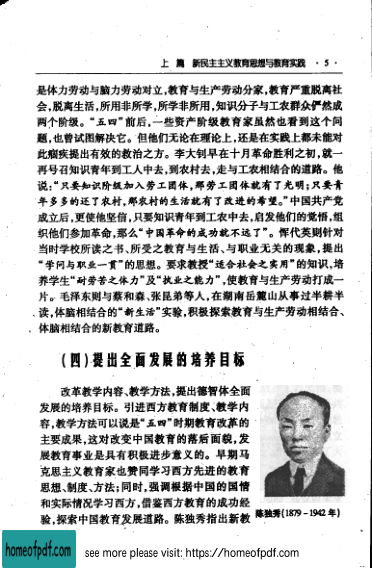 上 篇 新民主主义教育思想与教育实践 · 5 ·
是体力劳动与脑力劳动对立,教育与生产劳动分家,教育严重脱离社
会,脱离生活,所用非所学,所学非所用,知识分子与工农群众俨然成
两个阶级。“五四”前后,一些资产阶级教育家虽然也看到这个问
题,也曾试图解决它。但他们无论在理论上,还是在实践上都未能对
此痼疾提出有效的救治之方。李大钊早在十月革命胜利之初,就一
再号召知识青年到工人中去,到农村去,走与工农相结合的道路。他
说:“只要知识阶级加入劳工团体,那劳工团体就有了光明;只要青
年多多的还了农村,那农村的生活就有了改进的希望。”中国共产党
成立后,更使他坚信,只要知识青年到工农中去,启发他们的觉悟,组
织他们参加革命,那么“中国革命的成功就不远了”。恽代英则针对
当时学校所读之书、所受之教育与生活、与职业无关的现象,提出
“学问与职业一贯”的思想。要求教授“适合社会之实用”的知识,培
养学生“耐劳苦之体力”及“执业之能力”,使教育与生产劳动打成一
片。毛泽东则与蔡和森、张昆弟等人,在湖南岳麓山从事过半耕半
读,体脑相结合的“新生活”实验,积极探索教育与生产劳动相结合、
体脑相结合的新教育道路。
(四)提出全面发展的培养目标
改革教学内容、教学方法,提出德智体全面
发展的培养目标。引进西方教育制度、教学内
容,教学方法可以说是“五四”时期教育改革的
主要成果,这对改变中国教育的落后面貌,发
展教育事业是具有积极进步意义的。早期马
克思主义教育家也赞同学习西方先进的教育
思想、制度、方法;同时,强调根据中国的国情
和实际情况学习西方,借鉴西方教育的成功经
验,探索中国教育发展道路。陈独秀指出新教
陈独秀(1879-1942 年)
homeofpdf.com
see more please visit: https://homeofpdf.com